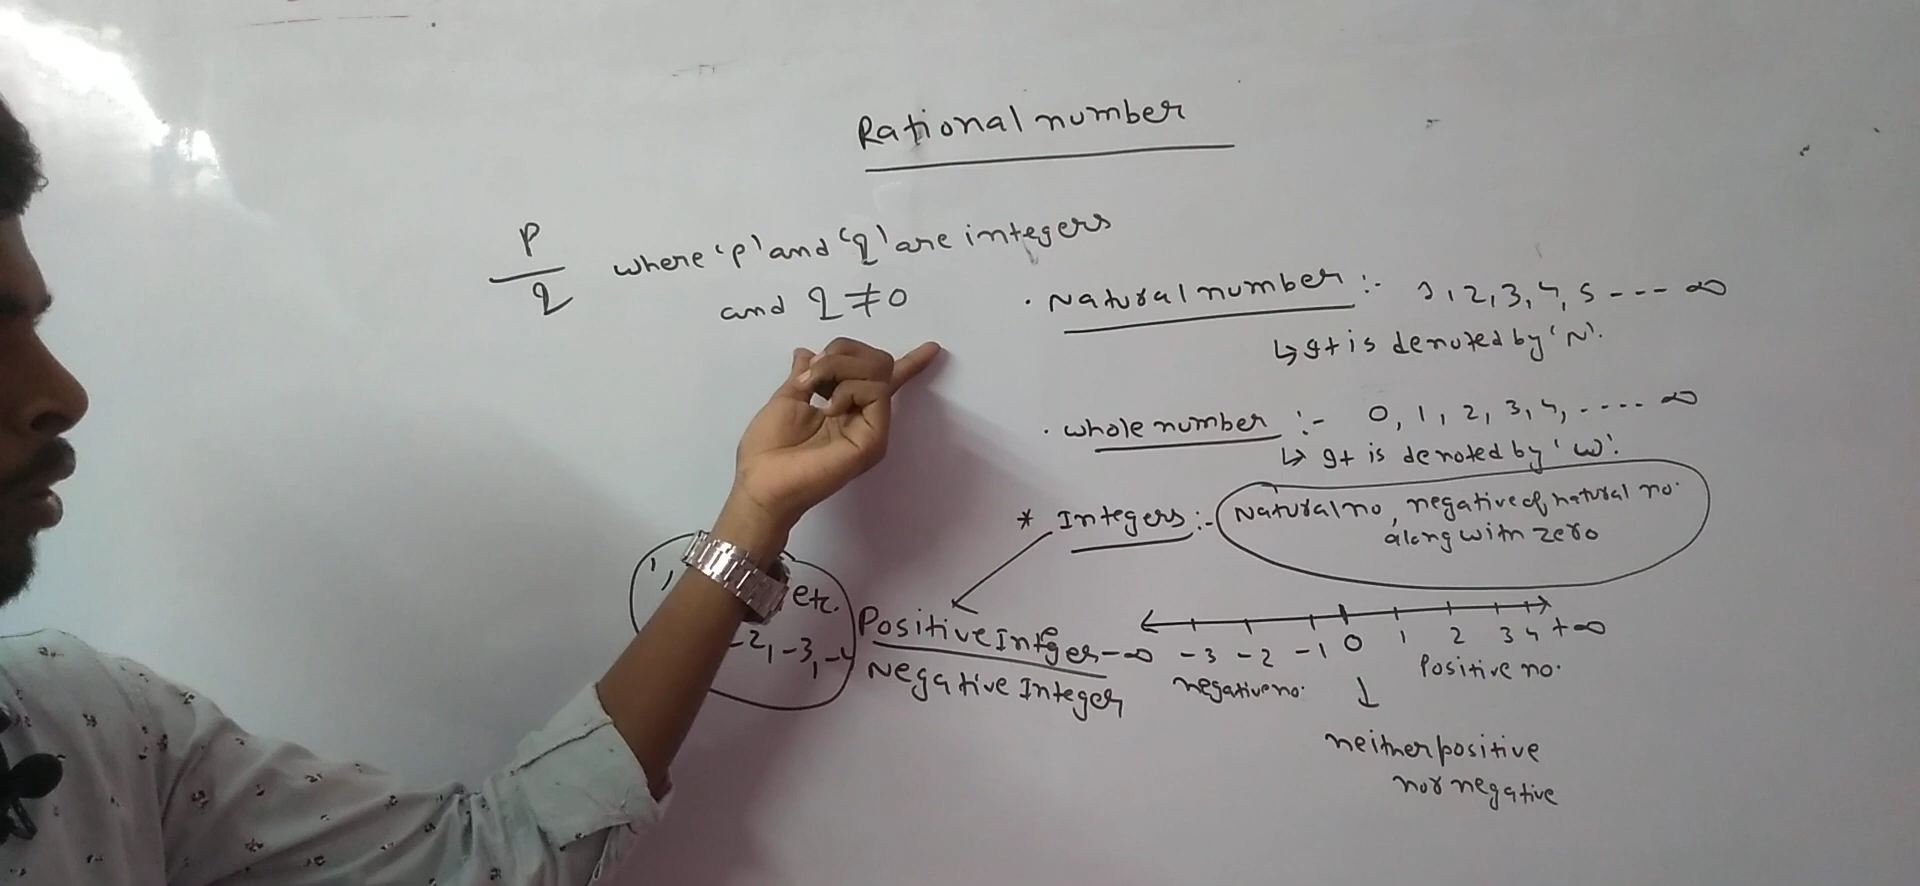 Rational number
P/q where 'p' and 'q' are integers
and q ≠ 0
· Natural number :- 1, 2, 3, 4, 5 --- ∞
↳ It is denoted by 'N'.
· Whole number :- 0, 1, 2, 3, 4, ---- ∞
↳ It is denoted by 'W'.
* Integers :- Natural no, negative of natural no.
along with zero
etc.
-2, -3, -4
Positive Integer
Negative Integer
-∞ -3 -2 -1 0 1 2 3 4 +∞
negative no.
Positive no.
↓
neither positive
nor negative